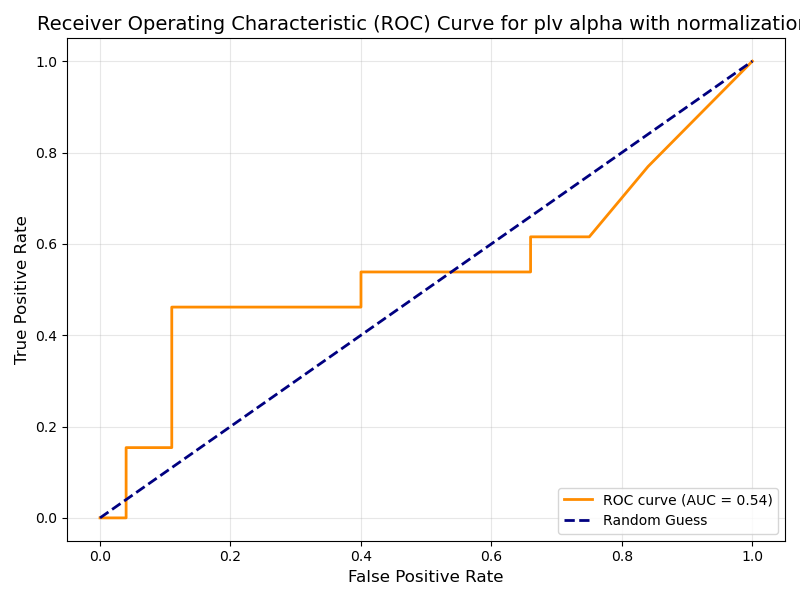 Receiver Operating Characteristic (ROC) Curve for plv alpha with normalization
1.0
0.8
0.6
0.4
0.2
0.0
True Positive Rate
0.0 0.2 0.4 0.6 0.8 1.0
False Positive Rate
ROC curve (AUC = 0.54)
Random Guess